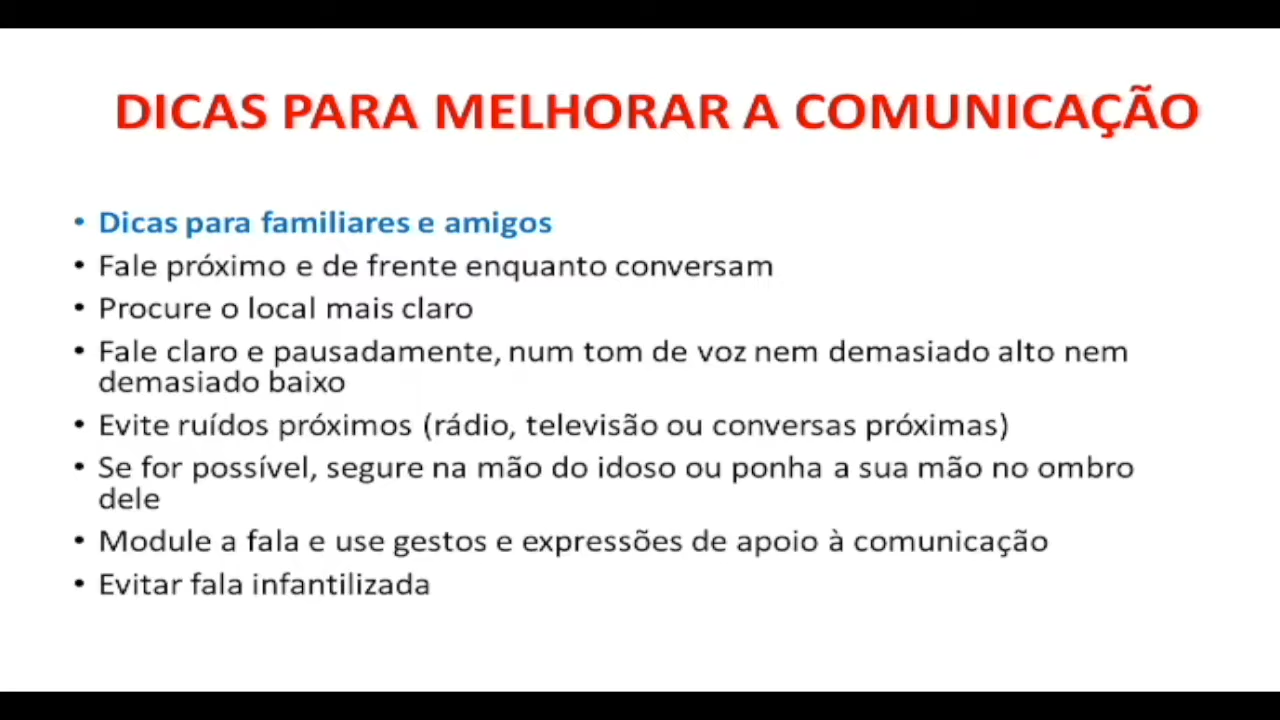 DICAS PARA MELHORAR A COMUNICAÇÃO
• Dicas para familiares e amigos
• Fale próximo e de frente enquanto conversam
• Procure o local mais claro
• Fale claro e pausadamente, num tom de voz nem demasiado alto nem
demasiado baixo
• Evite ruídos próximos (rádio, televisão ou conversas próximas)
• Se for possível, segure na mão do idoso ou ponha a sua mão no ombro
dele
• Module a fala e use gestos e expressões de apoio à comunicação
• Evitar fala infantilizada